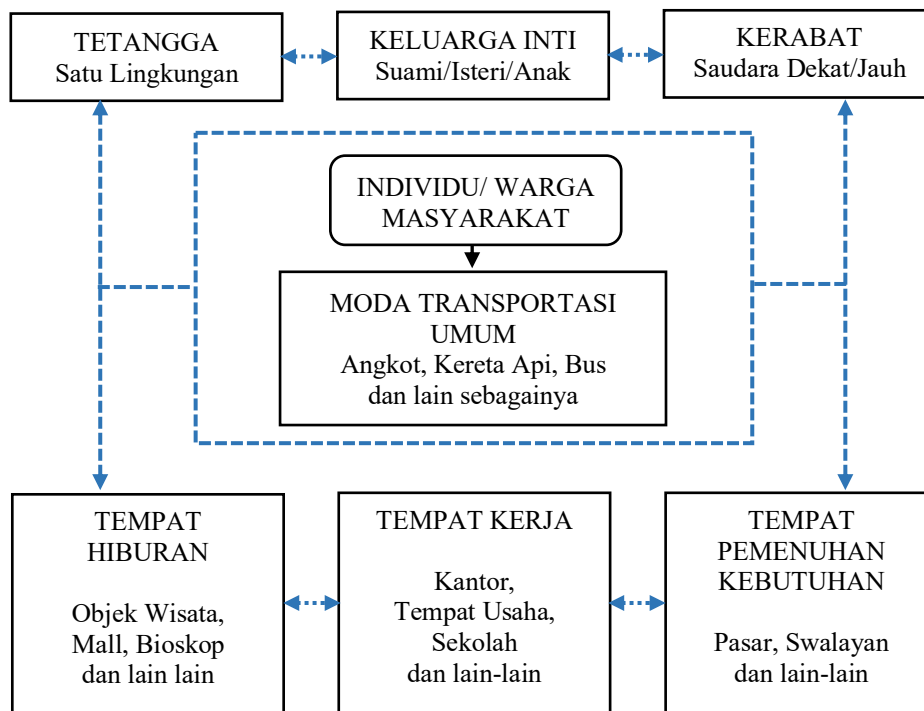 TETANGGA
Satu Lingkungan
KELUARGA INTI
Suami/Isteri/Anak
KERABAT
Saudara Dekat/Jauh
INDIVIDU/ WARGA
MASYARAKAT
MODA TRANSPORTASI
UMUM
Angkot, Kereta Api, Bus
dan lain sebagainya
TEMPAT
HIBURAN
Objek Wisata,
Mall, Bioskop
dan lain lain
TEMPAT KERJA
Kantor,
Tempat Usaha,
Sekolah
dan lain-lain
TEMPAT
PEMENUHAN
KEBUTUHAN
Pasar, Swalayan
dan lain-lain